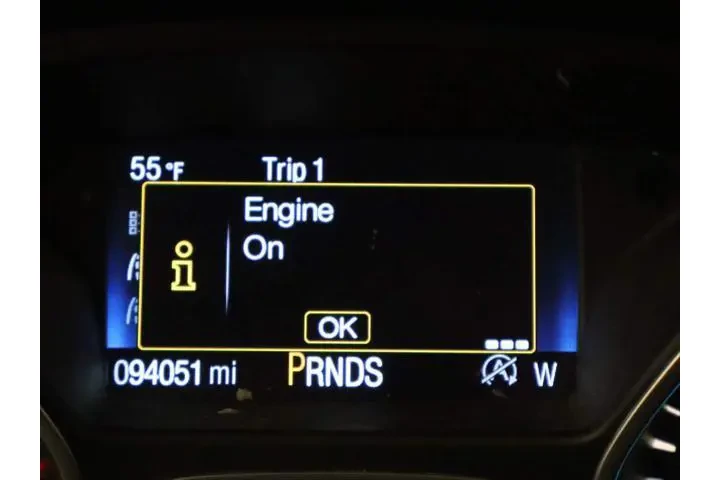 55°F Trip 1
Engine
On
OK
094051 mi PRNDS A W